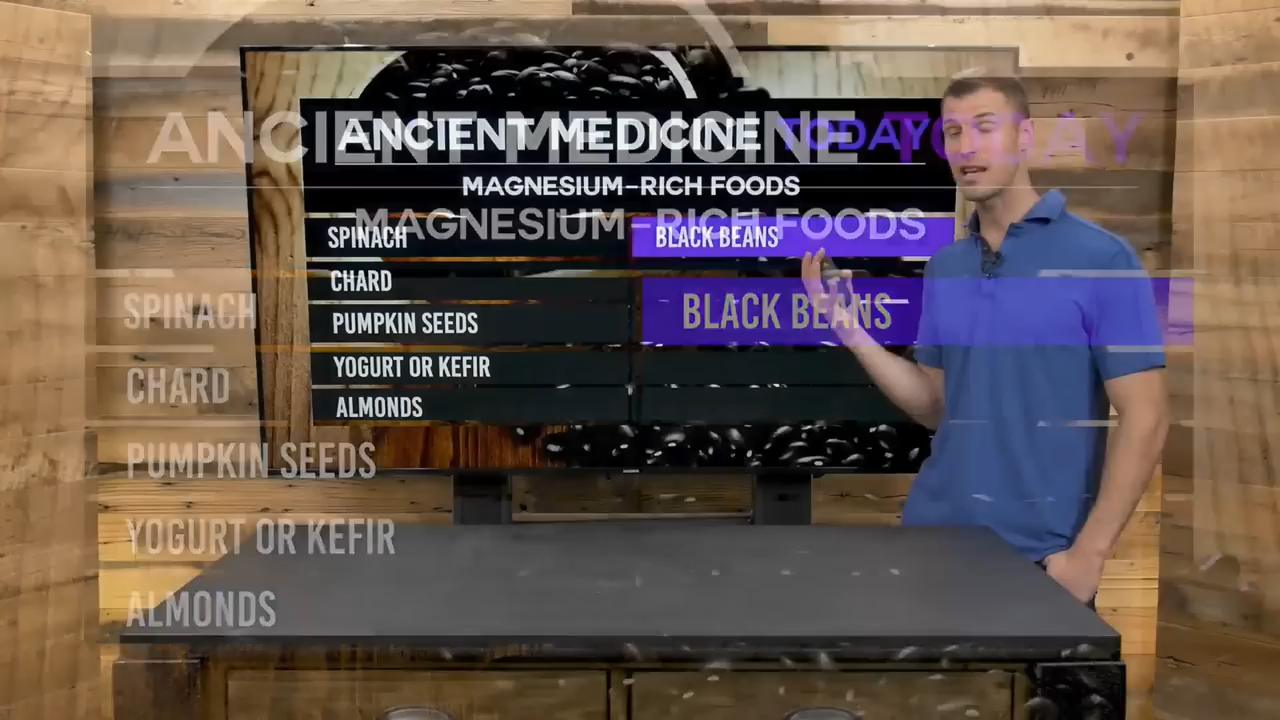 ANCIENT MEDICINE TODAY
MAGNESIUM-RICH FOODS
SPINACH
CHARD
PUMPKIN SEEDS
YOGURT OR KEFIR
ALMONDS
BLACK BEANS
ANCIENT MEDICINE TODAY
MAGNESIUM-RICH FOODS
SPINACH
CHARD
PUMPKIN SEEDS
YOGURT OR KEFIR
ALMONDS
BLACK BEANS